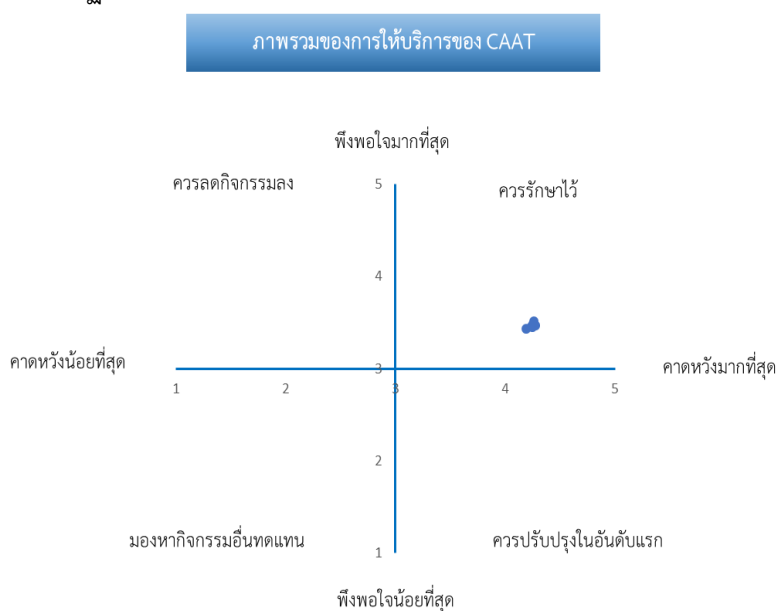 ภาพรวมของการให้บริการของ CAAT
พึงพอใจมากที่สุด
ควรลดกิจกรรมลง
5
ควรรักษาไว้
4
คาดหวังน้อยที่สุด
3
คาดหวังมากที่สุด
1 2 3 4 5
2
มองหากิจกรรมอื่นทดแทน
ควรปรับปรุงในอันดับแรก
1
พึงพอใจน้อยที่สุด